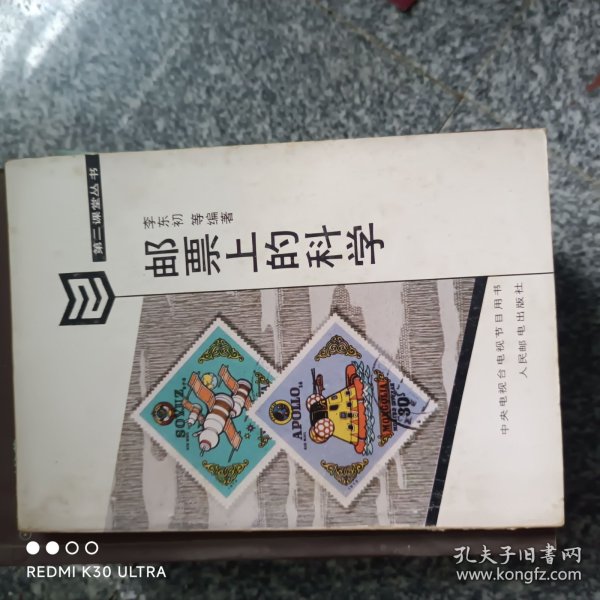 第二课堂丛书
李东初 等编著
邮票上的科学
SOYUZ
APOLLO
MONGOLIA
30
中央电视台电视节目用书
人民邮电出版社
REDMI K30 ULTRA
孔夫子旧书网
www.kongfz.com